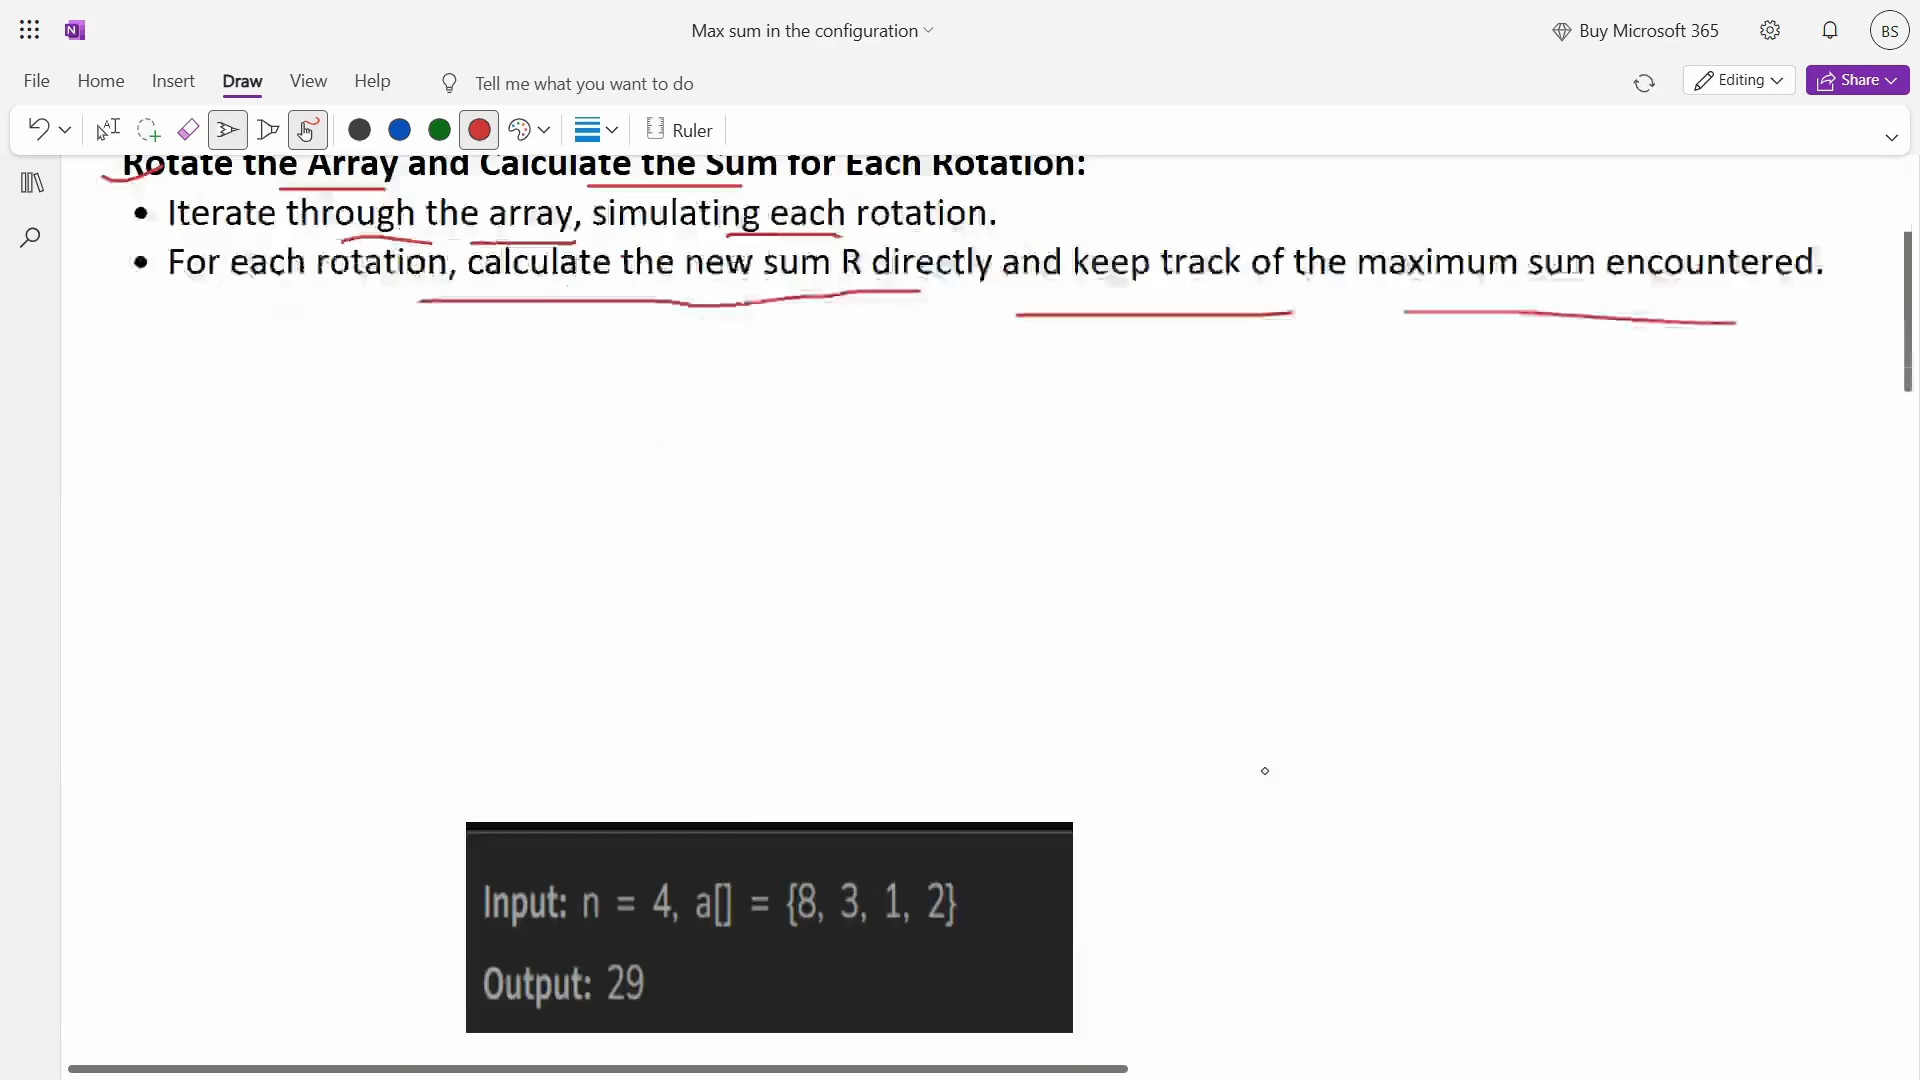 Max sum in the configuration
Buy Microsoft 365
BS
File Home Insert Draw View Help Tell me what you want to do
Editing
Share
Ruler
Rotate the Array and Calculate the Sum for Each Rotation:
• Iterate through the array, simulating each rotation.
• For each rotation, calculate the new sum R directly and keep track of the maximum sum encountered.
Input: n = 4, a[] = {8, 3, 1, 2}
Output: 29